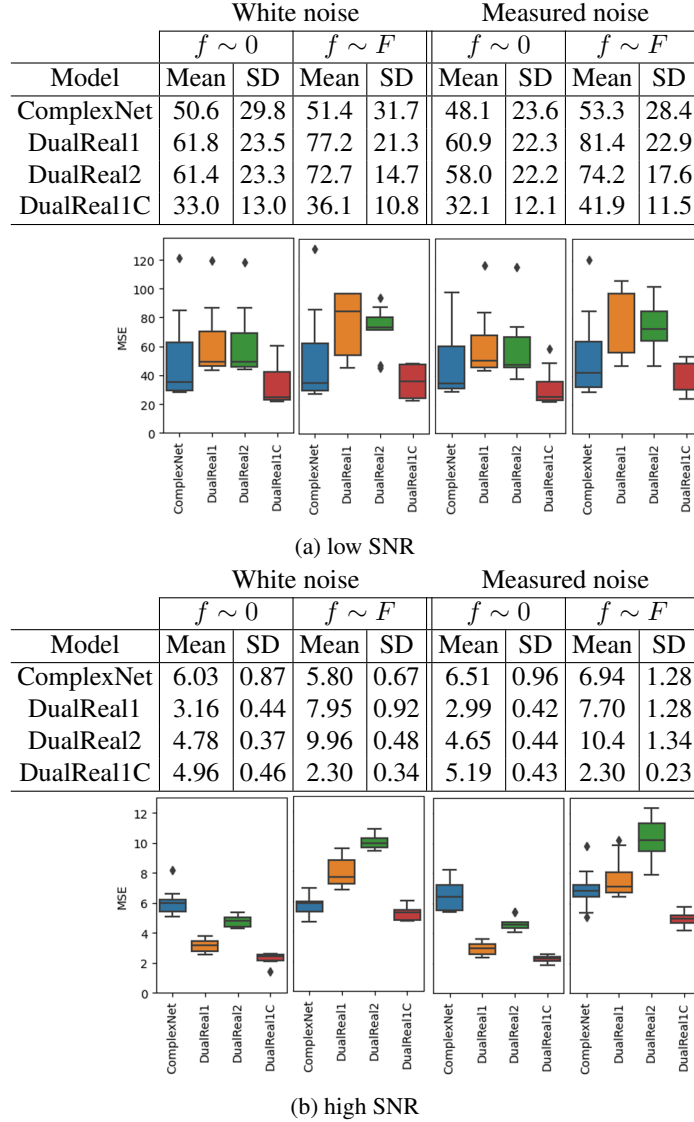 White noise Measured noise
f ∼ 0 f ∼ F f ∼ 0 f ∼ F
Model Mean SD Mean SD Mean SD Mean SD
ComplexNet 50.6 29.8 51.4 31.7 48.1 23.6 53.3 28.4
DualReal1 61.8 23.5 77.2 21.3 60.9 22.3 81.4 22.9
DualReal2 61.4 23.3 72.7 14.7 58.0 22.2 74.2 17.6
DualReal1C 33.0 13.0 36.1 10.8 32.1 12.1 41.9 11.5
120
100
80
60
40
20
0
MSE
ComplexNet DualReal1 DualReal2 DualReal1C ComplexNet DualReal1 DualReal2 DualReal1C ComplexNet DualReal1 DualReal2 DualReal1C ComplexNet DualReal1 DualReal2 DualReal1C
(a) low SNR
White noise Measured noise
f ∼ 0 f ∼ F f ∼ 0 f ∼ F
Model Mean SD Mean SD Mean SD Mean SD
ComplexNet 6.03 0.87 5.80 0.67 6.51 0.96 6.94 1.28
DualReal1 3.16 0.44 7.95 0.92 2.99 0.42 7.70 1.28
DualReal2 4.78 0.37 9.96 0.48 4.65 0.44 10.4 1.34
DualReal1C 4.96 0.46 2.30 0.34 5.19 0.43 2.30 0.23
12
10
8
6
4
2
0
MSE
ComplexNet DualReal1 DualReal2 DualReal1C ComplexNet DualReal1 DualReal2 DualReal1C ComplexNet DualReal1 DualReal2 DualReal1C ComplexNet DualReal1 DualReal2 DualReal1C
(b) high SNR